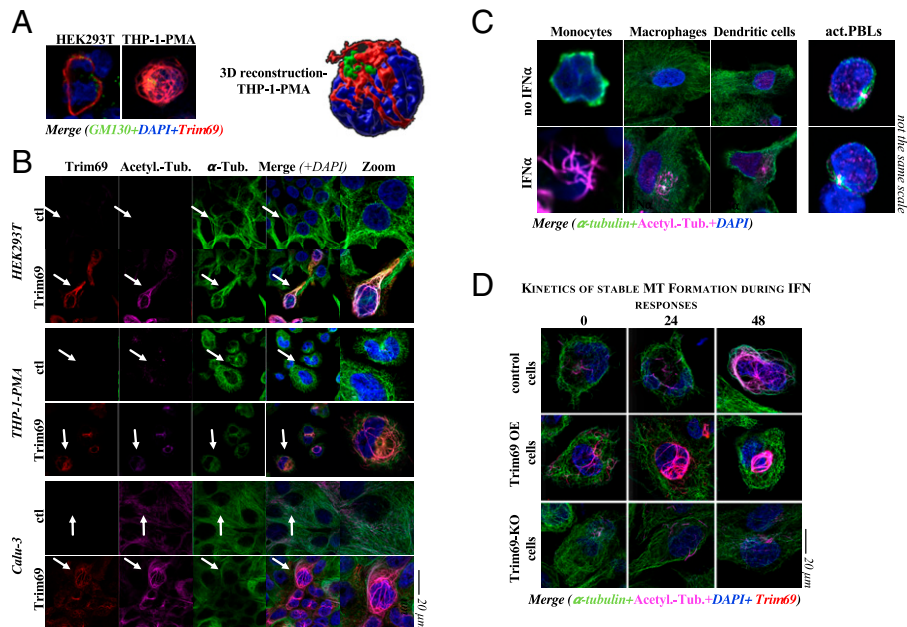 A
HEK293T THP-1-PMA
3D reconstruction-
THP-1-PMA
Merge (GM130+DAPI+Trim69)
B
Trim69 Acetyl.-Tub. α-Tub. Merge (+DAPI) Zoom
HEK293T
ctl
Trim69
THP-1-PMA
ctl
Trim69
Calu-3
ctl
Trim69
20 µm
C
Monocytes Macrophages Dendritic cells act.PBLs
no IFNα
IFNα
not the same scale
Merge (α-tubulin+Acetyl.-Tub.+DAPI)
D
KINETICS OF STABLE MT FORMATION DURING IFN
RESPONSES
0 24 48
control
cells
Trim69 OE
cells
Trim69-KO
cells
20 µm
Merge (α-tubulin+Acetyl.-Tub.+DAPI+ Trim69)